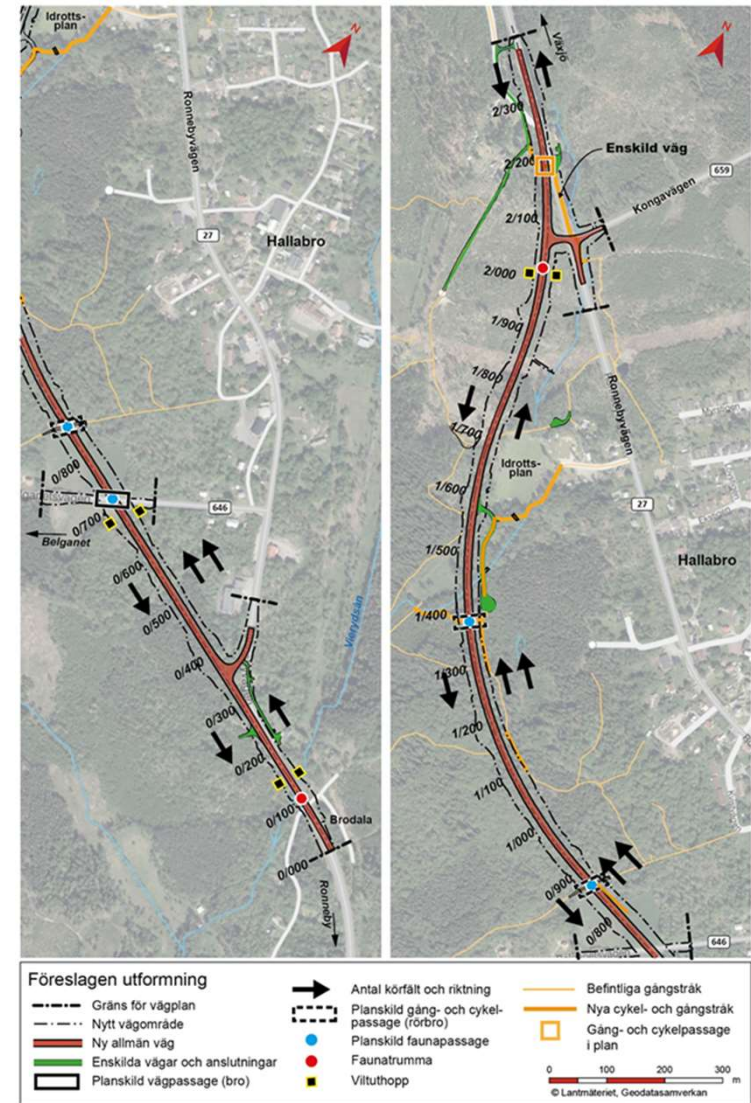 Idrotts-
plan
N
Ronnebyvägen
27
Hallabro
0/800
0/700
646
Belganet
0/600
0/500
0/400
0/300
0/200
0/100
0/000
Vierydsån
Brodala
Ronneby
Växjö
N
2/300
2/200
Enskild väg
659
Kongavägen
2/100
2/000
1/900
1/800
1/700
Ronnebyvägen
Idrotts-
plan
1/600
27
1/500
Hallabro
1/400
1/300
1/200
1/100
1/000
0/900
0/800
646
Föreslagen utformning
Gräns för vägplan
Nytt vägområde
Ny allmän väg
Enskilda vägar och anslutningar
Planskild vägpassage (bro)
Antal körfält och riktning
Planskild gång- och cykel-
passage (rörbro)
Planskild faunapassage
Faunatrumma
Viltuthopp
Befintliga gångstråk
Nya cykel- och gångstråk
Gång- och cykelpassage
i plan
0 100 200 300
m
© Lantmäteriet, Geodatasamverkan